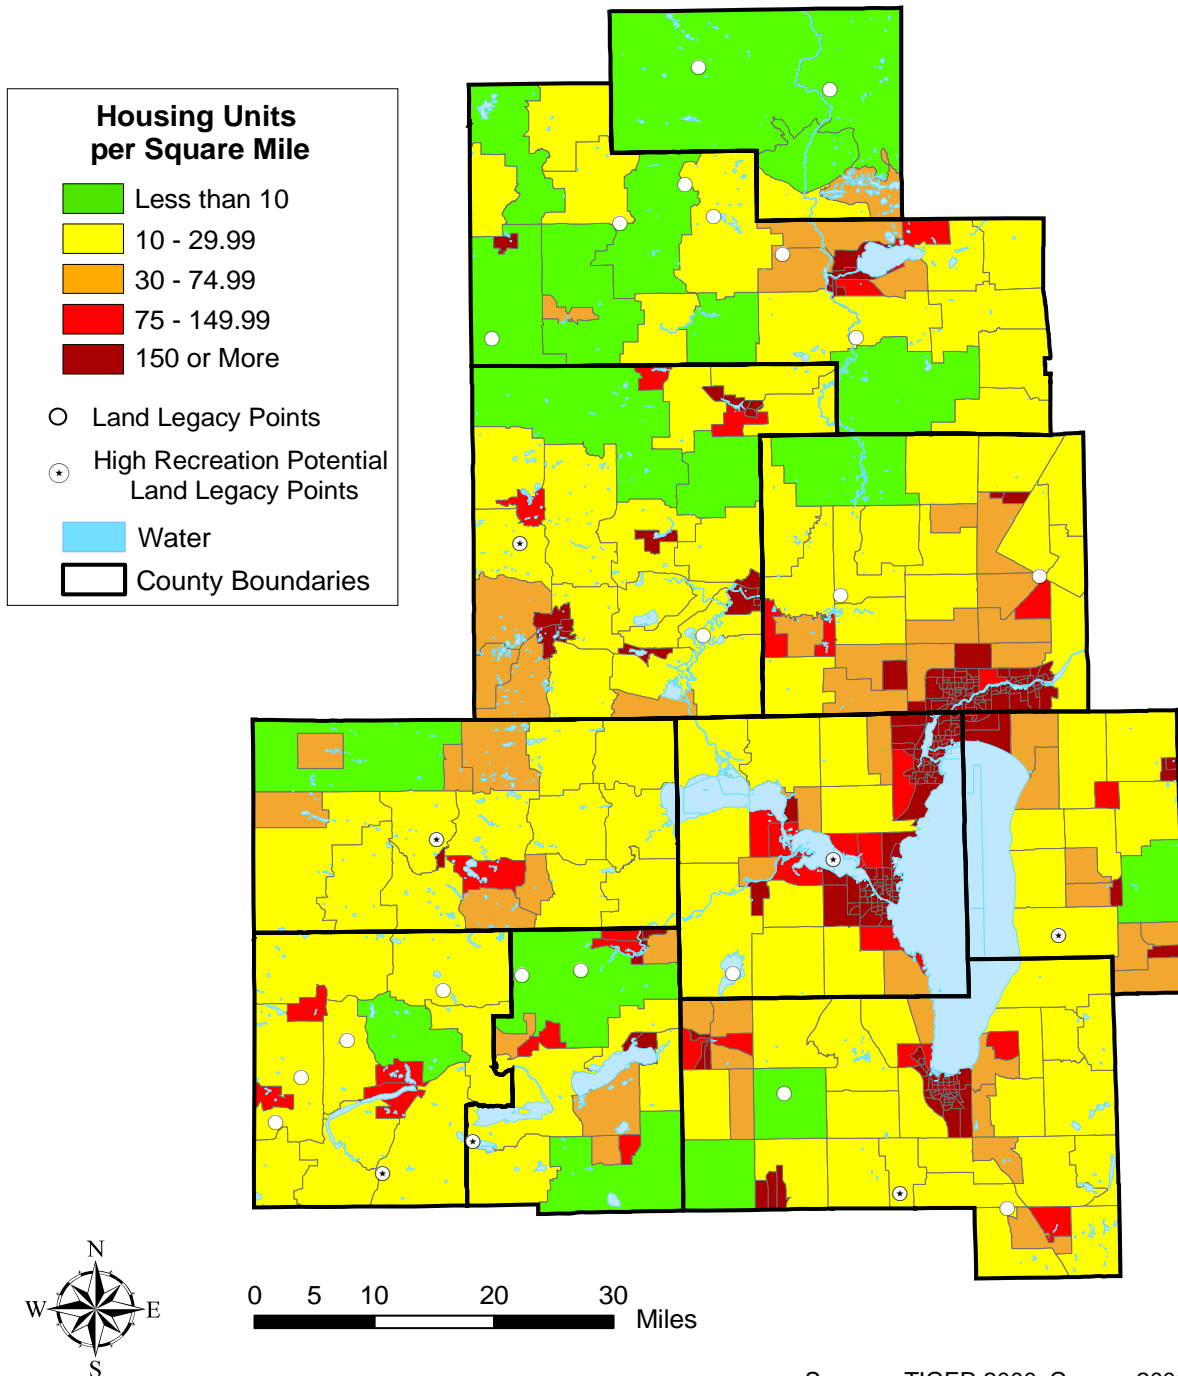 Housing Units
per Square Mile
Less than 10
10 - 29.99
30 - 74.99
75 - 149.99
150 or More
Land Legacy Points
High Recreation Potential
Land Legacy Points
Water
County Boundaries
N
W E
S
0 5 10 20 30
Miles